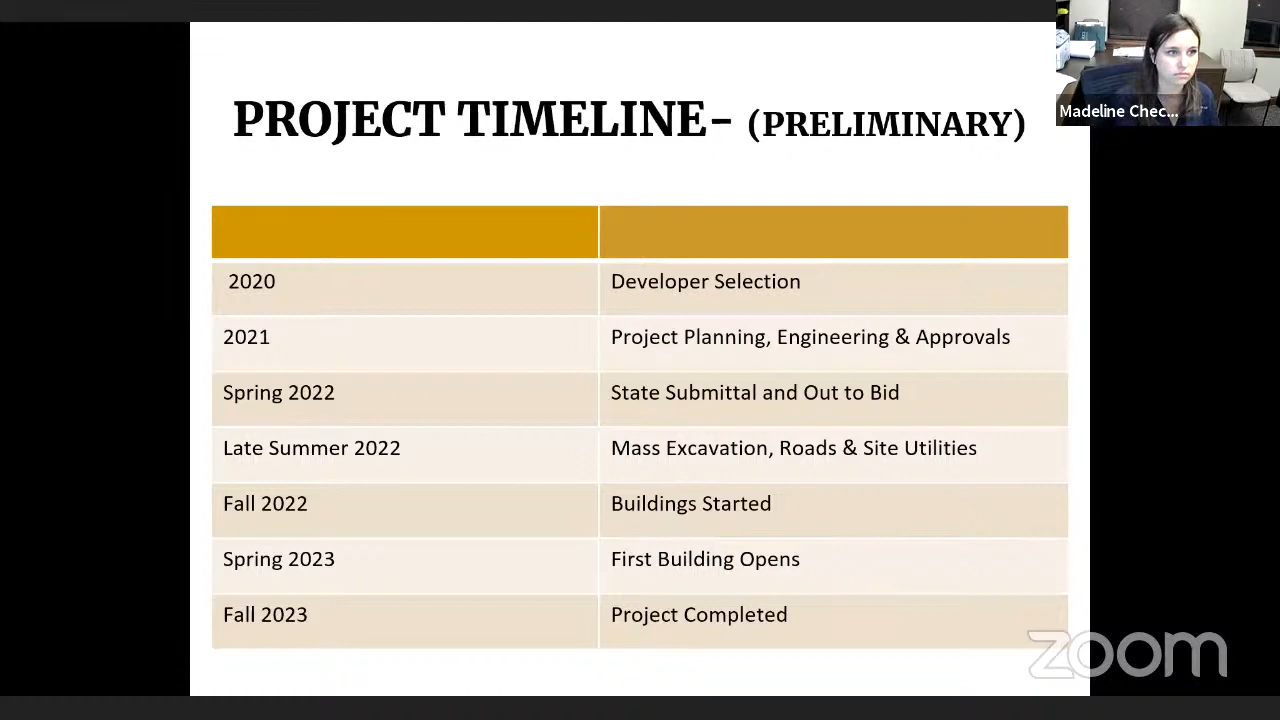 PROJECT TIMELINE- (PRELIMINARY)
Madeline Chec...
2020 Developer Selection
2021 Project Planning, Engineering & Approvals
Spring 2022 State Submittal and Out to Bid
Late Summer 2022 Mass Excavation, Roads & Site Utilities
Fall 2022 Buildings Started
Spring 2023 First Building Opens
Fall 2023 Project Completed
zoom